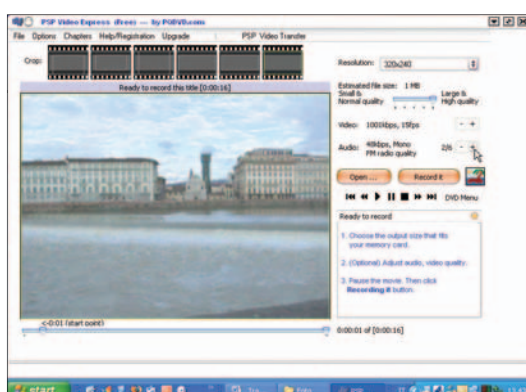 PSP Video Express (Free) --- by PQDVD.com
File Options Chapters Help/Registration Upgrade PSP Video Transfer
Crop:
Resolution: 320x240
Ready to record this title [0:00:16]
Estimated file size: 1 MB
Small & Normal quality
Large & High quality
Video: 1001kbps, 15fps - +
Audio: 48kbps, Mono FM radio quality 2/6 - +
Open ... Record it
DVD Menu
Ready to record
1. Choose the output size that fits
your memory card.
2. (Optional) Adjust audio, video quality.
3. Pause the movie. Then click
Recording it button.
<-0:01 (start point)
0:00:01 of [0:00:16]
start